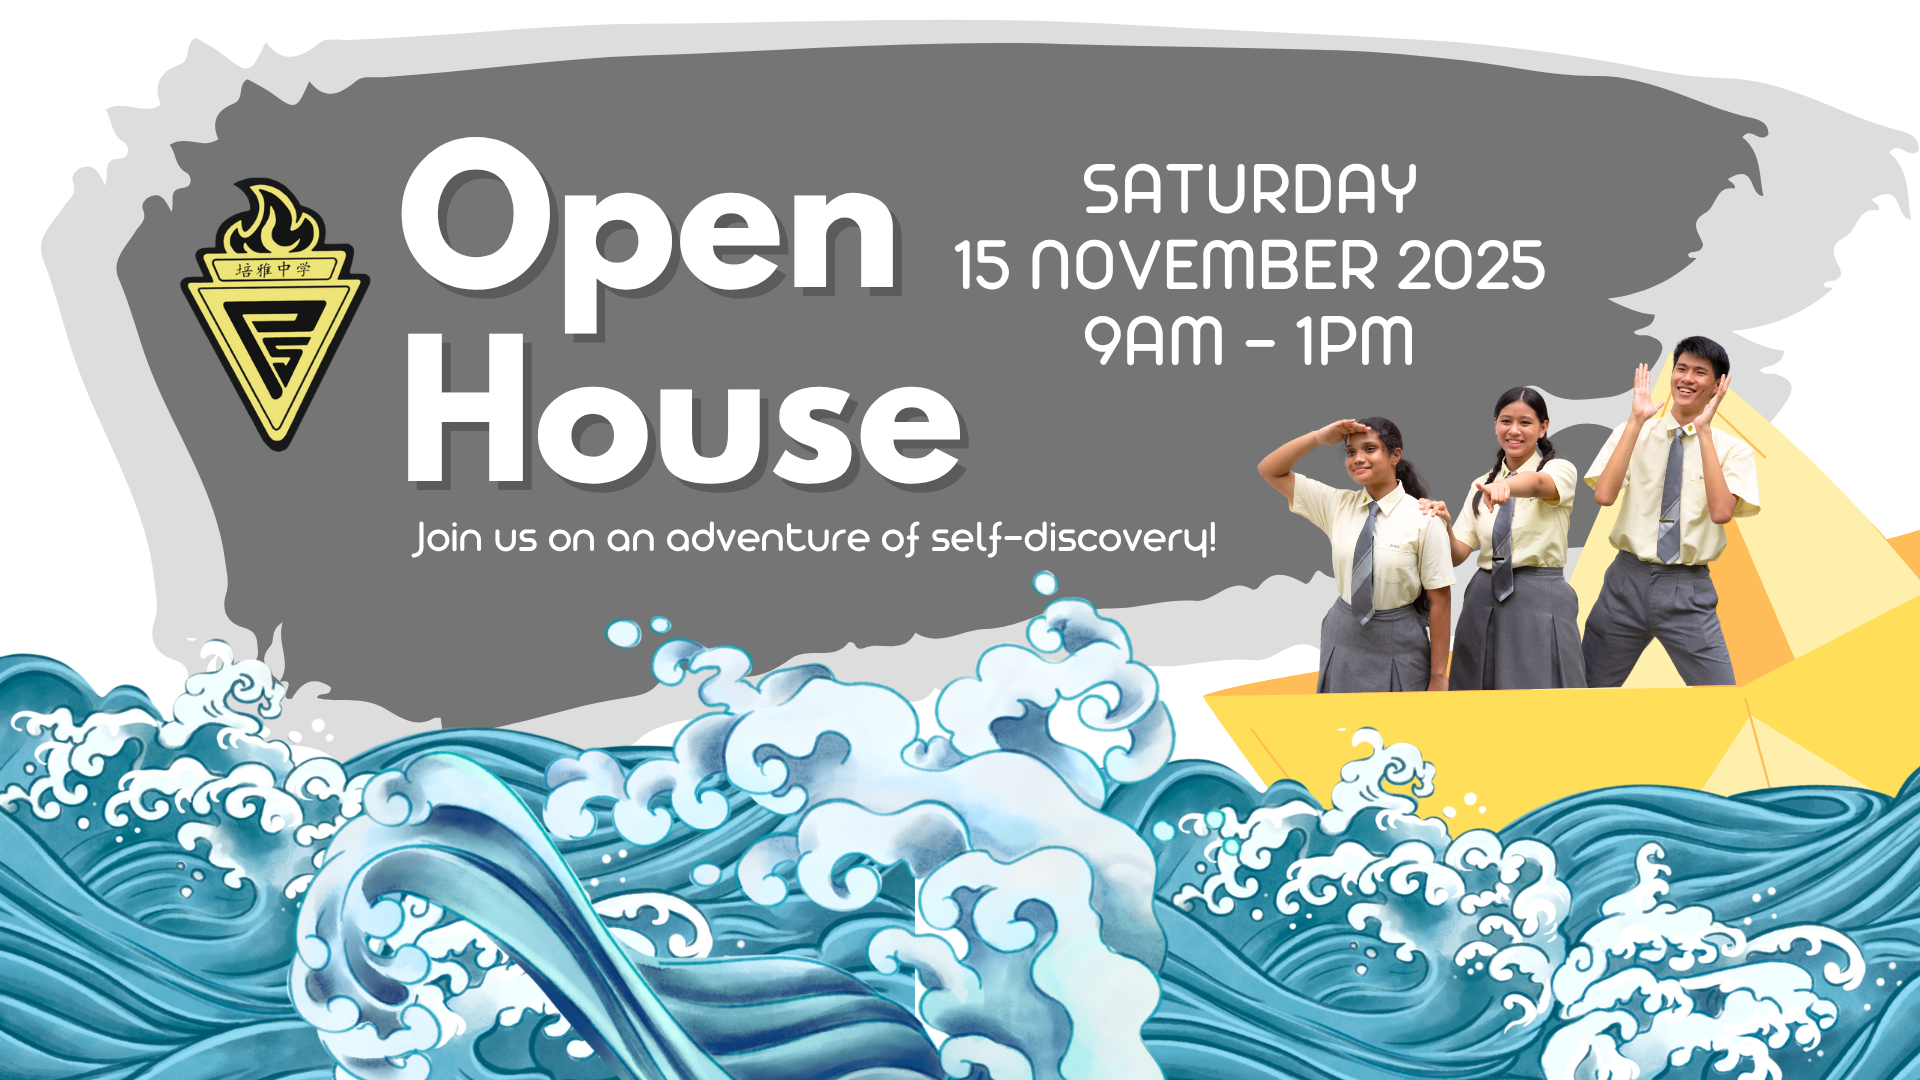 培雅中学
PS
Open
House
SATURDAY
15 NOVEMBER 2025
9AM - 1PM
Join us on an adventure of self-discovery!